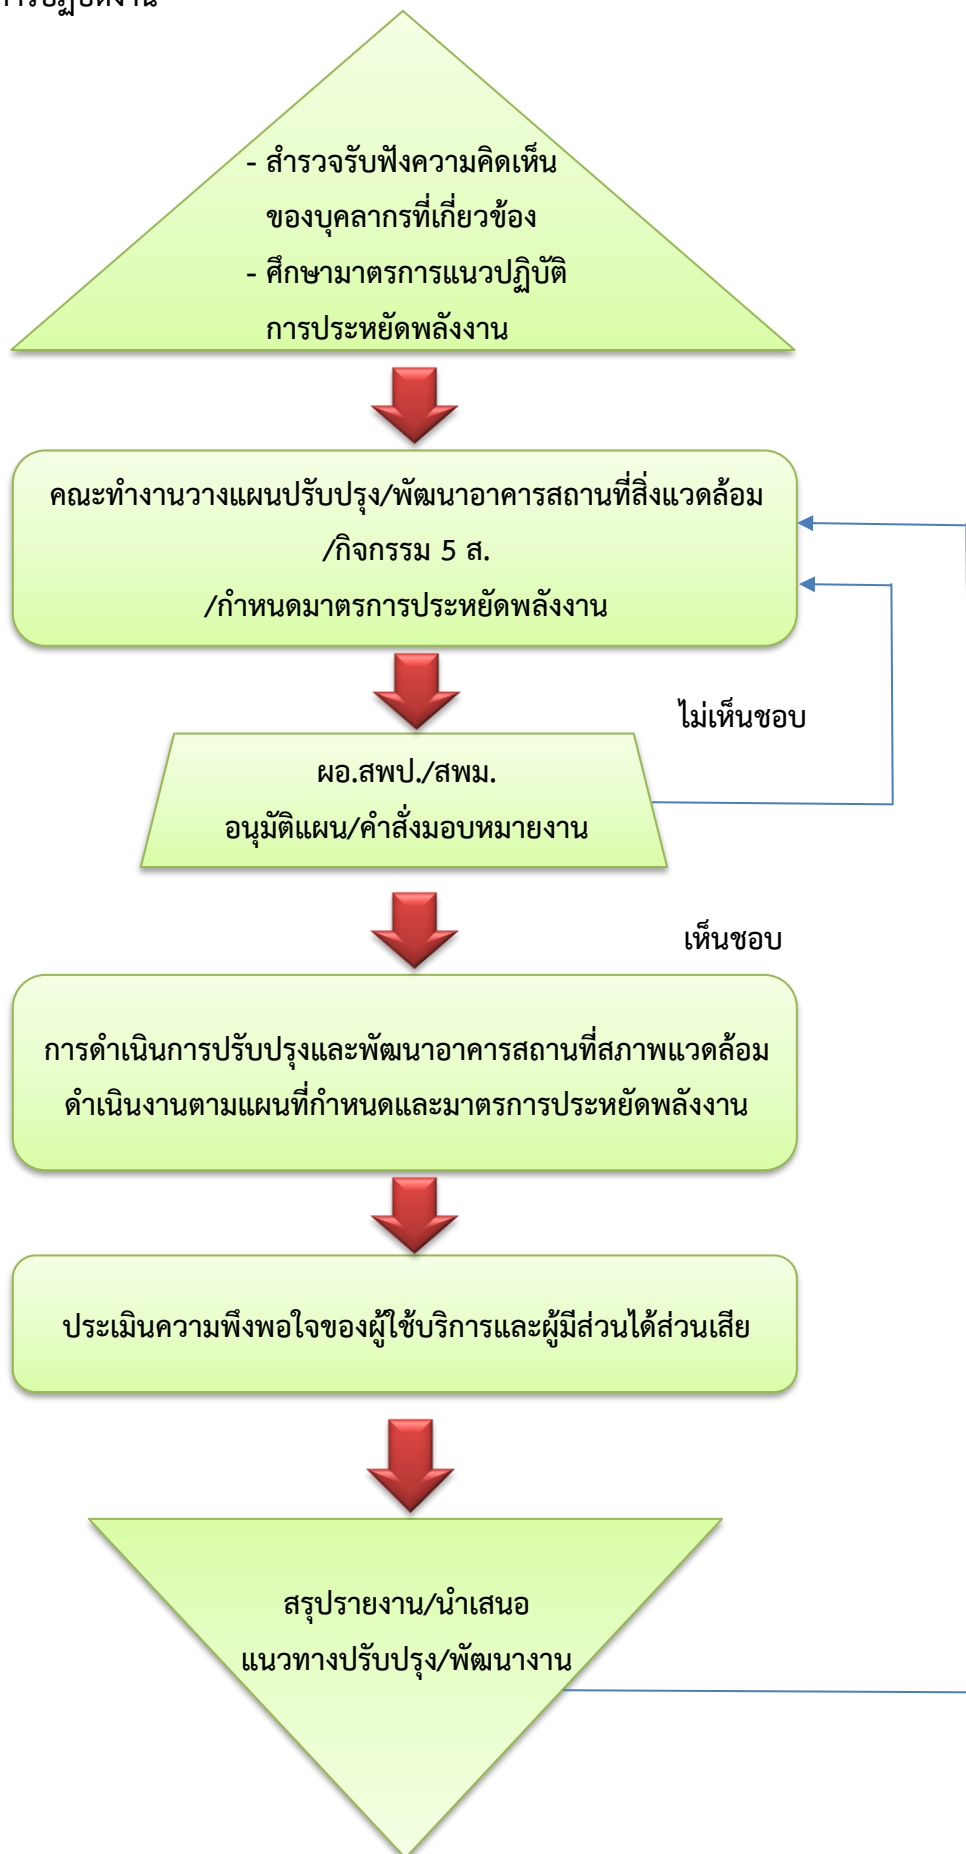 - สำรวจรับฟังความคิดเห็น
ของบุคลากรที่เกี่ยวข้อง
- ศึกษามาตรการแนวปฏิบัติ
การประหยัดพลังงาน
คณะทำงานวางแผนปรับปรุง/พัฒนาอาคารสถานที่สิ่งแวดล้อม
/กิจกรรม 5 ส.
/กำหนดมาตรการประหยัดพลังงาน
ไม่เห็นชอบ
ผอ.สพป./สพม.
อนุมัติแผน/คำสั่งมอบหมายงาน
เห็นชอบ
การดำเนินการปรับปรุงและพัฒนาอาคารสถานที่สภาพแวดล้อม
ดำเนินงานตามแผนที่กำหนดและมาตรการประหยัดพลังงาน
ประเมินความพึงพอใจของผู้ใช้บริการและผู้มีส่วนได้ส่วนเสีย
สรุปรายงาน/นำเสนอ
แนวทางปรับปรุง/พัฒนางาน